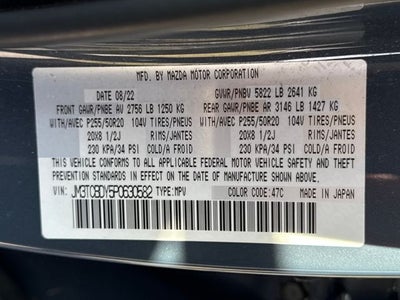 MFD. BY MAZDA MOTOR CORPORATION
DATE: 08/22 GVWR/PNBV 5822 LB 2641 KG
FRONT GAWR/PNBE AV 2756 LB 1250 KG REAR GAWR/PNBE AR 3146 LB 1427 KG
WITH/AVEC P255/50R20 104V TIRES/PNEUS WITH/AVEC P255/50R20 104V TIRES/PNEUS
20X8 1/2J RIMS/JANTES 20X8 1/2J RIMS/JANTES
230 KPA/34 PSI COLD/A FROID 230 KPA/34 PSI COLD/A FROID
THIS VEHICLE CONFORMS TO ALL APPLICABLE FEDERAL MOTOR VEHICLE SAFETY AND THEFT
PREVENTION STANDARDS IN EFFECT ON THE DATE OF MANUFACTURE SHOWN ABOVE.
VIN: JM3TCBDY5P0630582 TYPE: MPV COLOR CODE: 47C MADE IN JAPAN